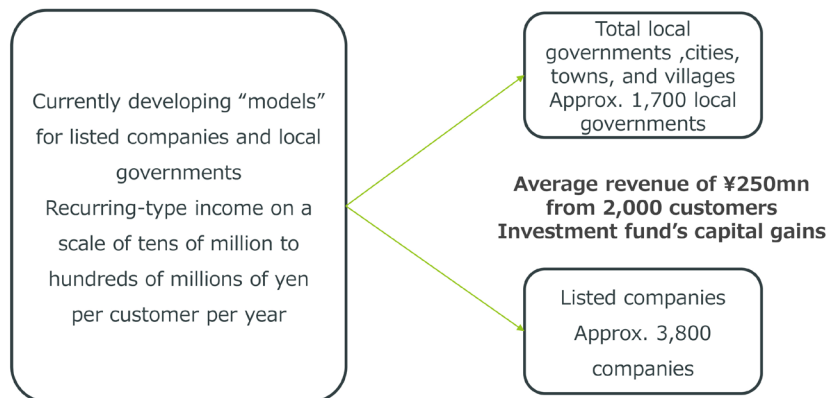 Currently developing “models”
for listed companies and local
governments
Recurring-type income on a
scale of tens of million to
hundreds of millions of yen
per customer per year
Total local
governments ,cities,
towns, and villages
Approx. 1,700 local
governments
Average revenue of ¥250mn
from 2,000 customers
Investment fund’s capital gains
Listed companies
Approx. 3,800
companies